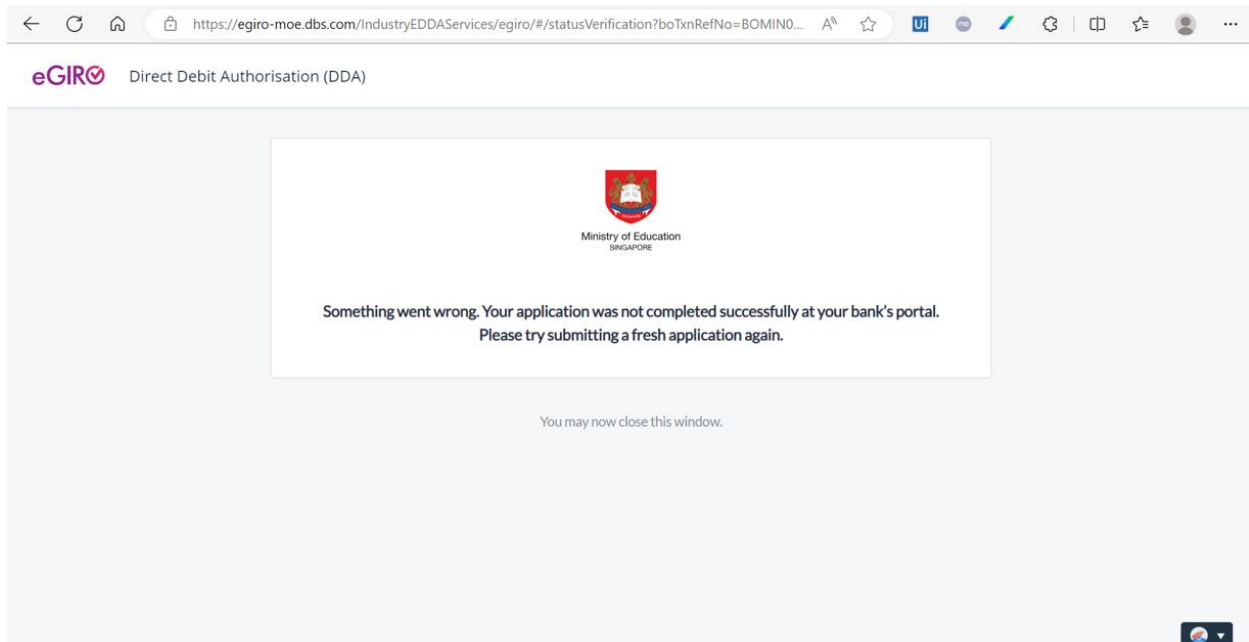 https://egiro-moe.dbs.com/IndustryEDDAServices/egiro/#/statusVerification?boTxnRefNo=BOMIN0...
Ui
me
eGIRO Direct Debit Authorisation (DDA)
Ministry of Education
SINGAPORE
Something went wrong. Your application was not completed successfully at your bank's portal.
Please try submitting a fresh application again.
You may now close this window.